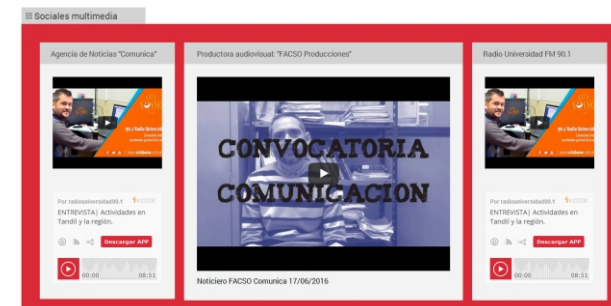 Sociales multimedia
Agencia de Noticias "Comunica"
Por radiouniversidad90.1
iVOOX
ENTREVISTA| Actividades en
Tandil y la región.
Descargar APP
00:00
08:51
Productora audiovisual: "FACSO Producciones"
CONVOCATORIA
COMUNICACION
Noticiero FACSO Comunica 17/06/2016
Radio Universidad FM 90.1
Por radiouniversidad90.1
iVOOX
ENTREVISTA| Actividades en
Tandil y la región.
Descargar APP
00:00
08:51